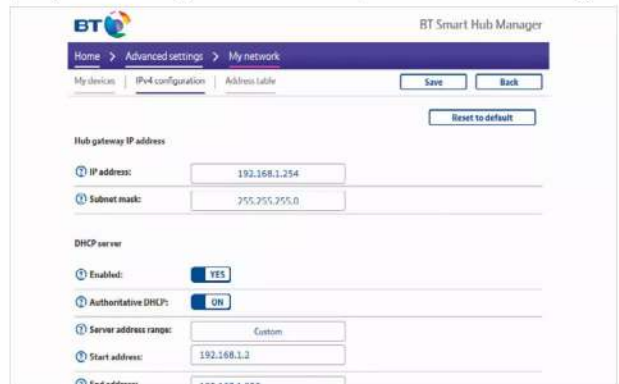 BT
BT Smart Hub Manager
Home > Advanced settings > My network
My devices | IPv4 configuration | Address table
Save
Back
Reset to default
Hub gateway IP address
? IP address: 192.168.1.254
? Subnet mask: 255.255.255.0
DHCP server
? Enabled: YES
? Authoritative DHCP: ON
? Server address range: Custom
? Start address: 192.168.1.2
? End address: